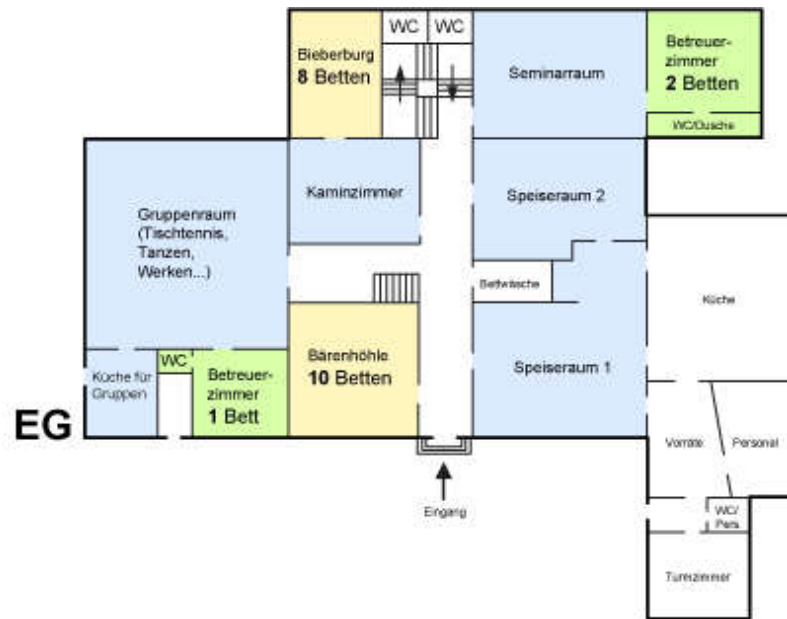 WC
WC
Bieberburg
8 Betten
Seminarraum
Betreuer-
zimmer
2 Betten
WC/Dusche
Gruppenraum
(Tischtennis,
Tanzen,
Werken...)
Kaminzimmer
Speiseraum 2
Bettwäsche
Küche
WC
Küche für
Gruppen
Betreuer-
zimmer
1 Bett
Bärenhöhle
10 Betten
Speiseraum 1
EG
Vorräte
Personal
Eingang
WC/
Pers
Turmzimmer